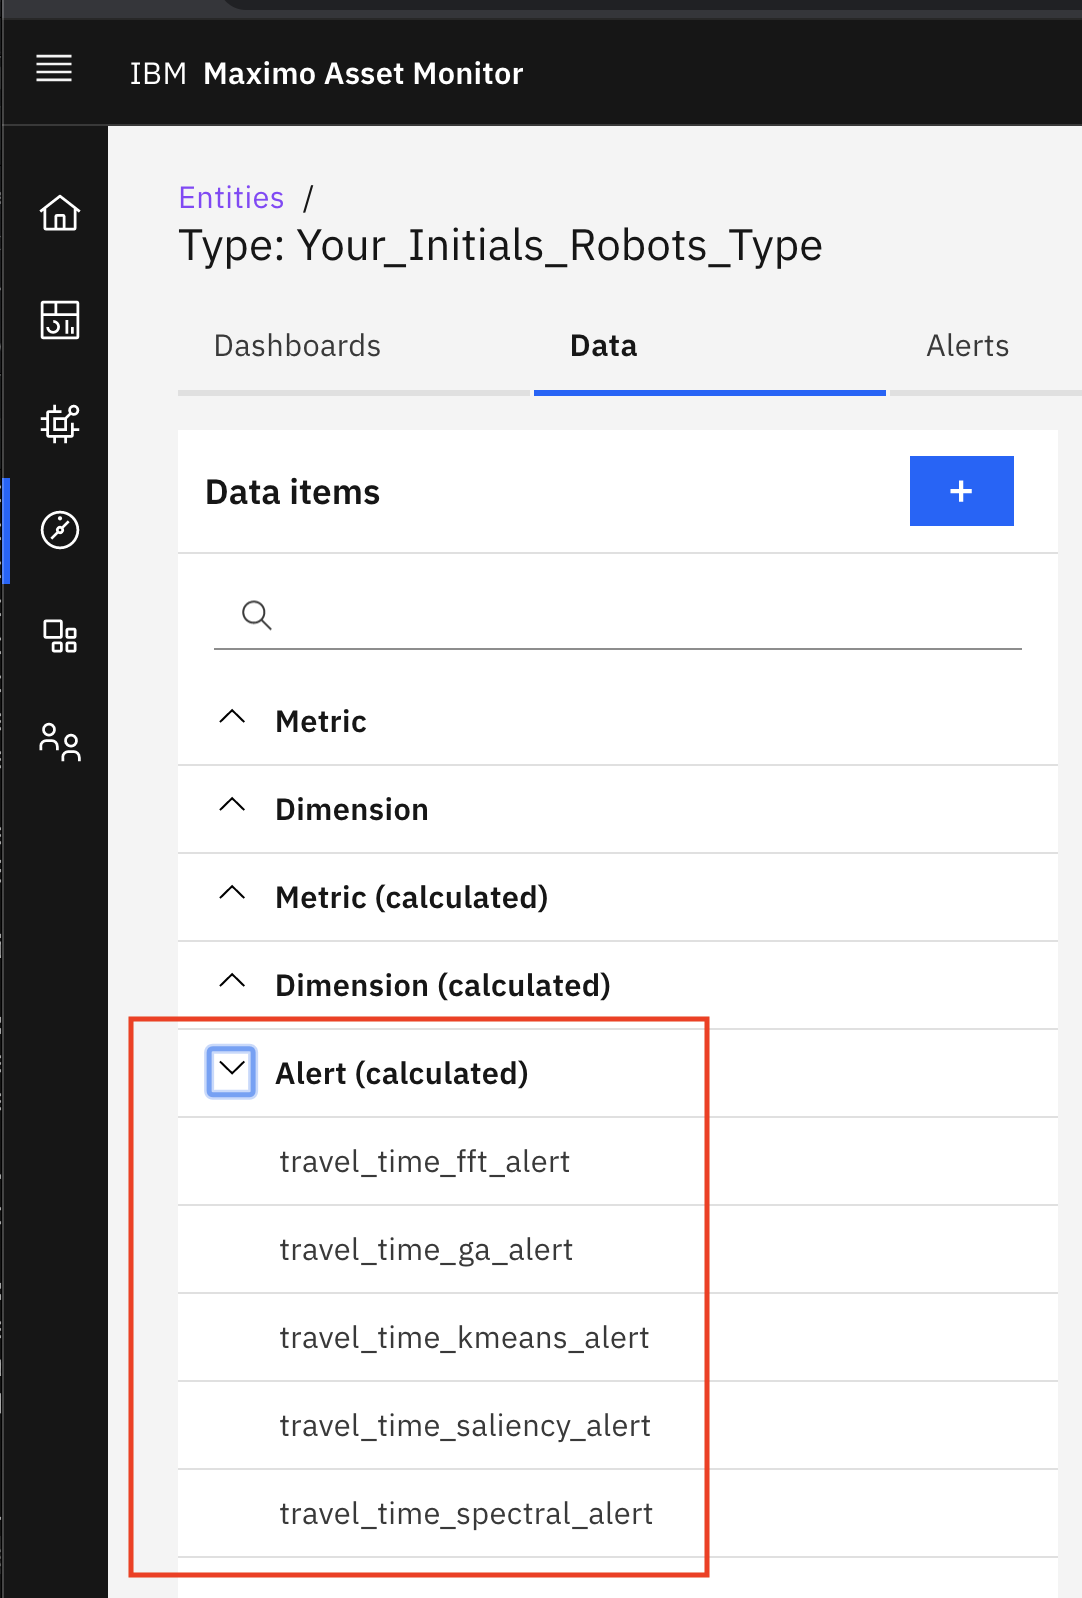 IBM Maximo Asset Monitor
Entities /
Type: Your_Initials_Robots_Type
Dashboards Data Alerts
Data items +
Metric
Dimension
Metric (calculated)
Dimension (calculated)
Alert (calculated)
travel_time_fft_alert
travel_time_ga_alert
travel_time_kmeans_alert
travel_time_saliency_alert
travel_time_spectral_alert